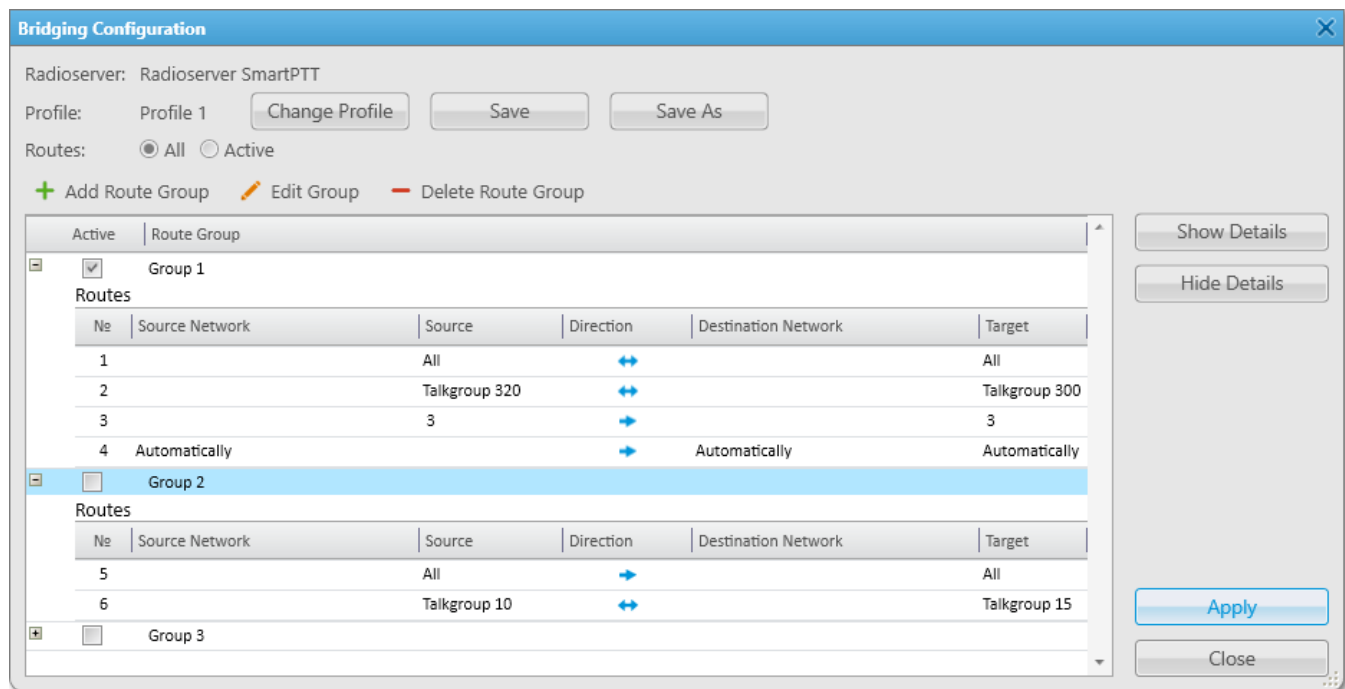 Bridging Configuration
Radioserver: Radioserver SmartPTT
Profile: Profile 1 Change Profile Save Save As
Routes: All Active
Add Route Group Edit Group Delete Route Group
Active Route Group
Show Details
Group 1
Hide Details
Routes
№ Source Network Source Direction Destination Network Target
1 All All
2 Talkgroup 320 Talkgroup 300
3 3 3
4 Automatically Automatically Automatically
Group 2
Routes
№ Source Network Source Direction Destination Network Target
5 All All
6 Talkgroup 10 Talkgroup 15
Apply
Group 3
Close